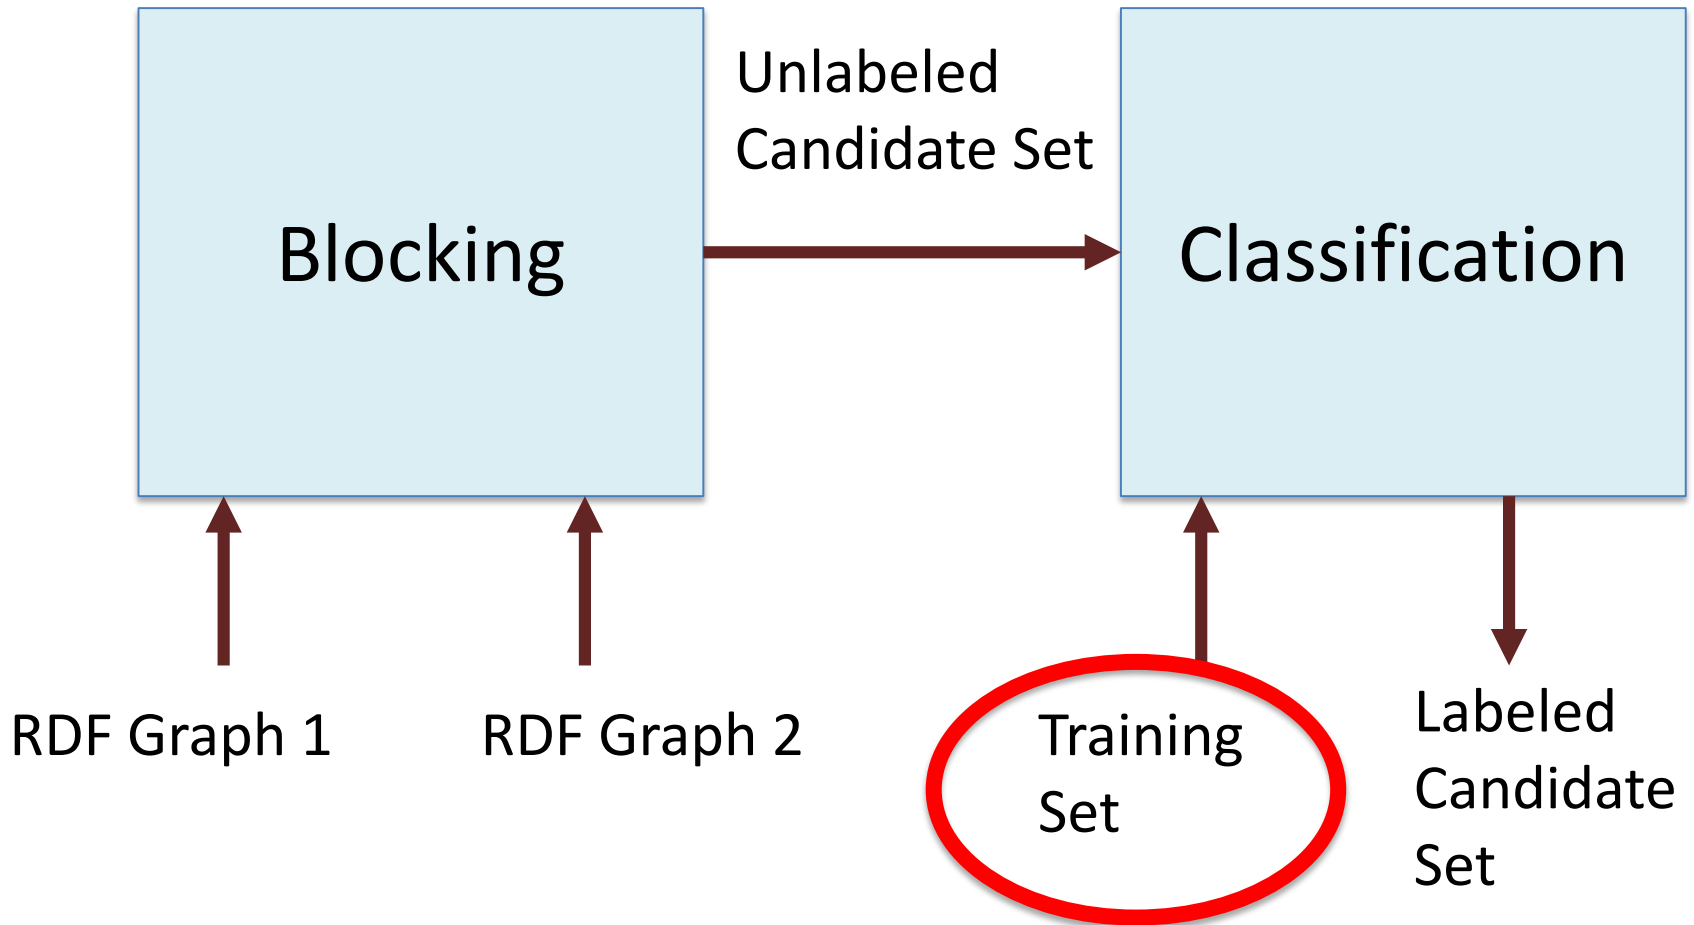 Unlabeled
Candidate Set
Blocking
Classification
RDF Graph 1
RDF Graph 2
Training
Set
Labeled
Candidate
Set